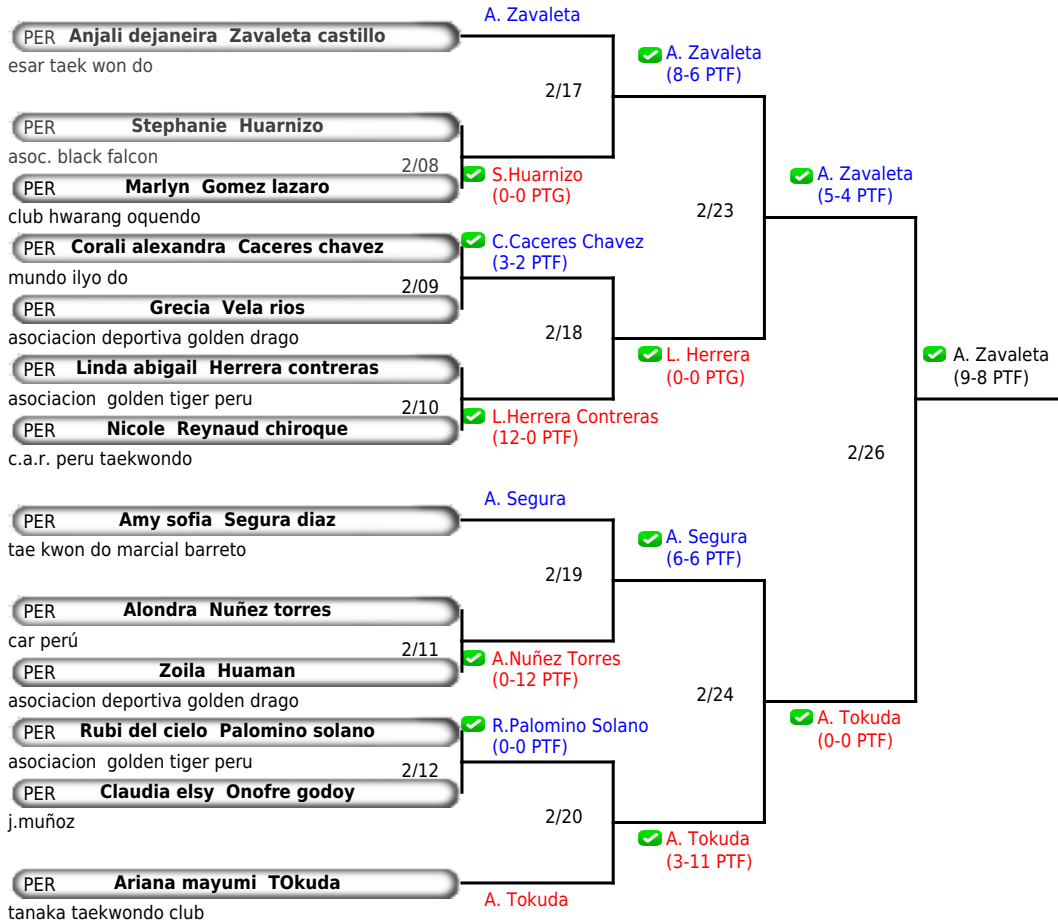 A. Zavaleta
PER Anjali dejaneira Zavaleta castillo
esar taek won do
A. Zavaleta
(8-6 PTF)
2/17
PER Stephanie Huarnizo
asoc. black falcon
2/08
S.Huarnizo
(0-0 PTG)
PER Marlyn Gomez lazaro
club hwarang oquendo
A. Zavaleta
(5-4 PTF)
2/23
PER Corali alexandra Caceres chavez
C.Caceres Chavez
(3-2 PTF)
mundo ilyo do
2/09
PER Grecia Vela rios
asociacion deportiva golden drago
2/18
L. Herrera
(0-0 PTG)
A. Zavaleta
(9-8 PTF)
PER Linda abigail Herrera contreras
asociacion golden tiger peru
2/10
L.Herrera Contreras
(12-0 PTF)
PER Nicole Reynaud chiroque
c.a.r. peru taekwondo
2/26
A. Segura
PER Amy sofia Segura diaz
tae kwon do marcial barreto
A. Segura
(6-6 PTF)
2/19
PER Alondra Nuñez torres
car perú
2/11
A.Nuñez Torres
(0-12 PTF)
PER Zoila Huaman
asociacion deportiva golden drago
2/24
A. Tokuda
(0-0 PTF)
PER Rubi del cielo Palomino solano
R.Palomino Solano
(0-0 PTF)
asociacion golden tiger peru
2/12
PER Claudia elsy Onofre godoy
j.muñoz
2/20
A. Tokuda
(3-11 PTF)
PER Ariana mayumi TOkuda
A. Tokuda
tanaka taekwondo club